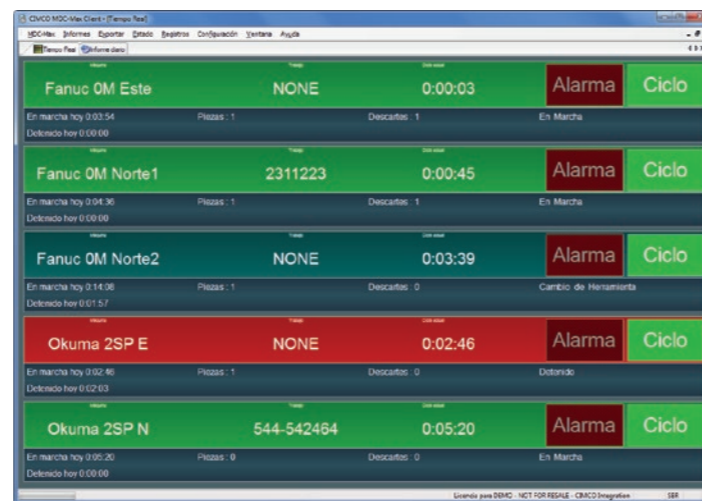 CIMCO MDC-Max Client - [Tiempo Real]
MDC-Max Informes Exportar Estado Registros Configuración Ventana Ayuda
Tiempo Real Informe diario
Fanuc 0M Este NONE 0:00:03 Alarma Ciclo
En marcha hoy 0:03:54 Piezas : 1 Descartes : 1 En Marcha
Detenido hoy 0:00:00
Fanuc 0M Norte1 2311223 0:00:45 Alarma Ciclo
En marcha hoy 0:04:36 Piezas : 1 Descartes : 1 En Marcha
Detenido hoy 0:00:00
Fanuc 0M Norte2 NONE 0:03:39 Alarma Ciclo
En marcha hoy 0:14:08 Piezas : 1 Descartes : 0 Cambio de Herramienta
Detenido hoy 0:01:57
Okuma 2SP E NONE 0:02:46 Alarma Ciclo
En marcha hoy 0:02:46 Piezas : 1 Descartes : 0 Detenido
Detenido hoy 0:02:03
Okuma 2SP N 544-542464 0:05:20 Alarma Ciclo
En marcha hoy 0:05:20 Piezas : 0 Descartes : 0 En Marcha
Detenido hoy 0:00:00
Licencia para DEMO - NOT FOR RESALE - CIMCO Integration SER